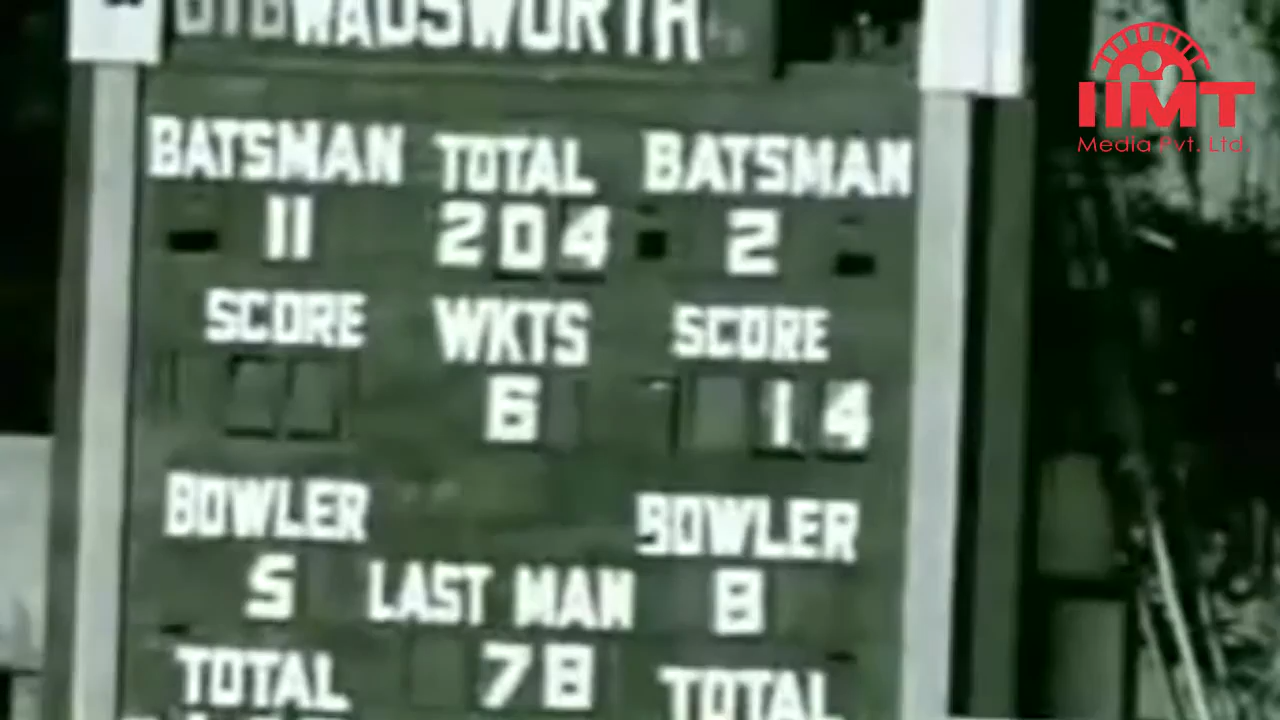 WADSWORTH
IIMT
Media Pvt. Ltd.
BATSMAN TOTAL BATSMAN
11 204 2
SCORE WKTS SCORE
6 14
BOWLER BOWLER
5 LAST MAN 8
TOTAL 78 TOTAL